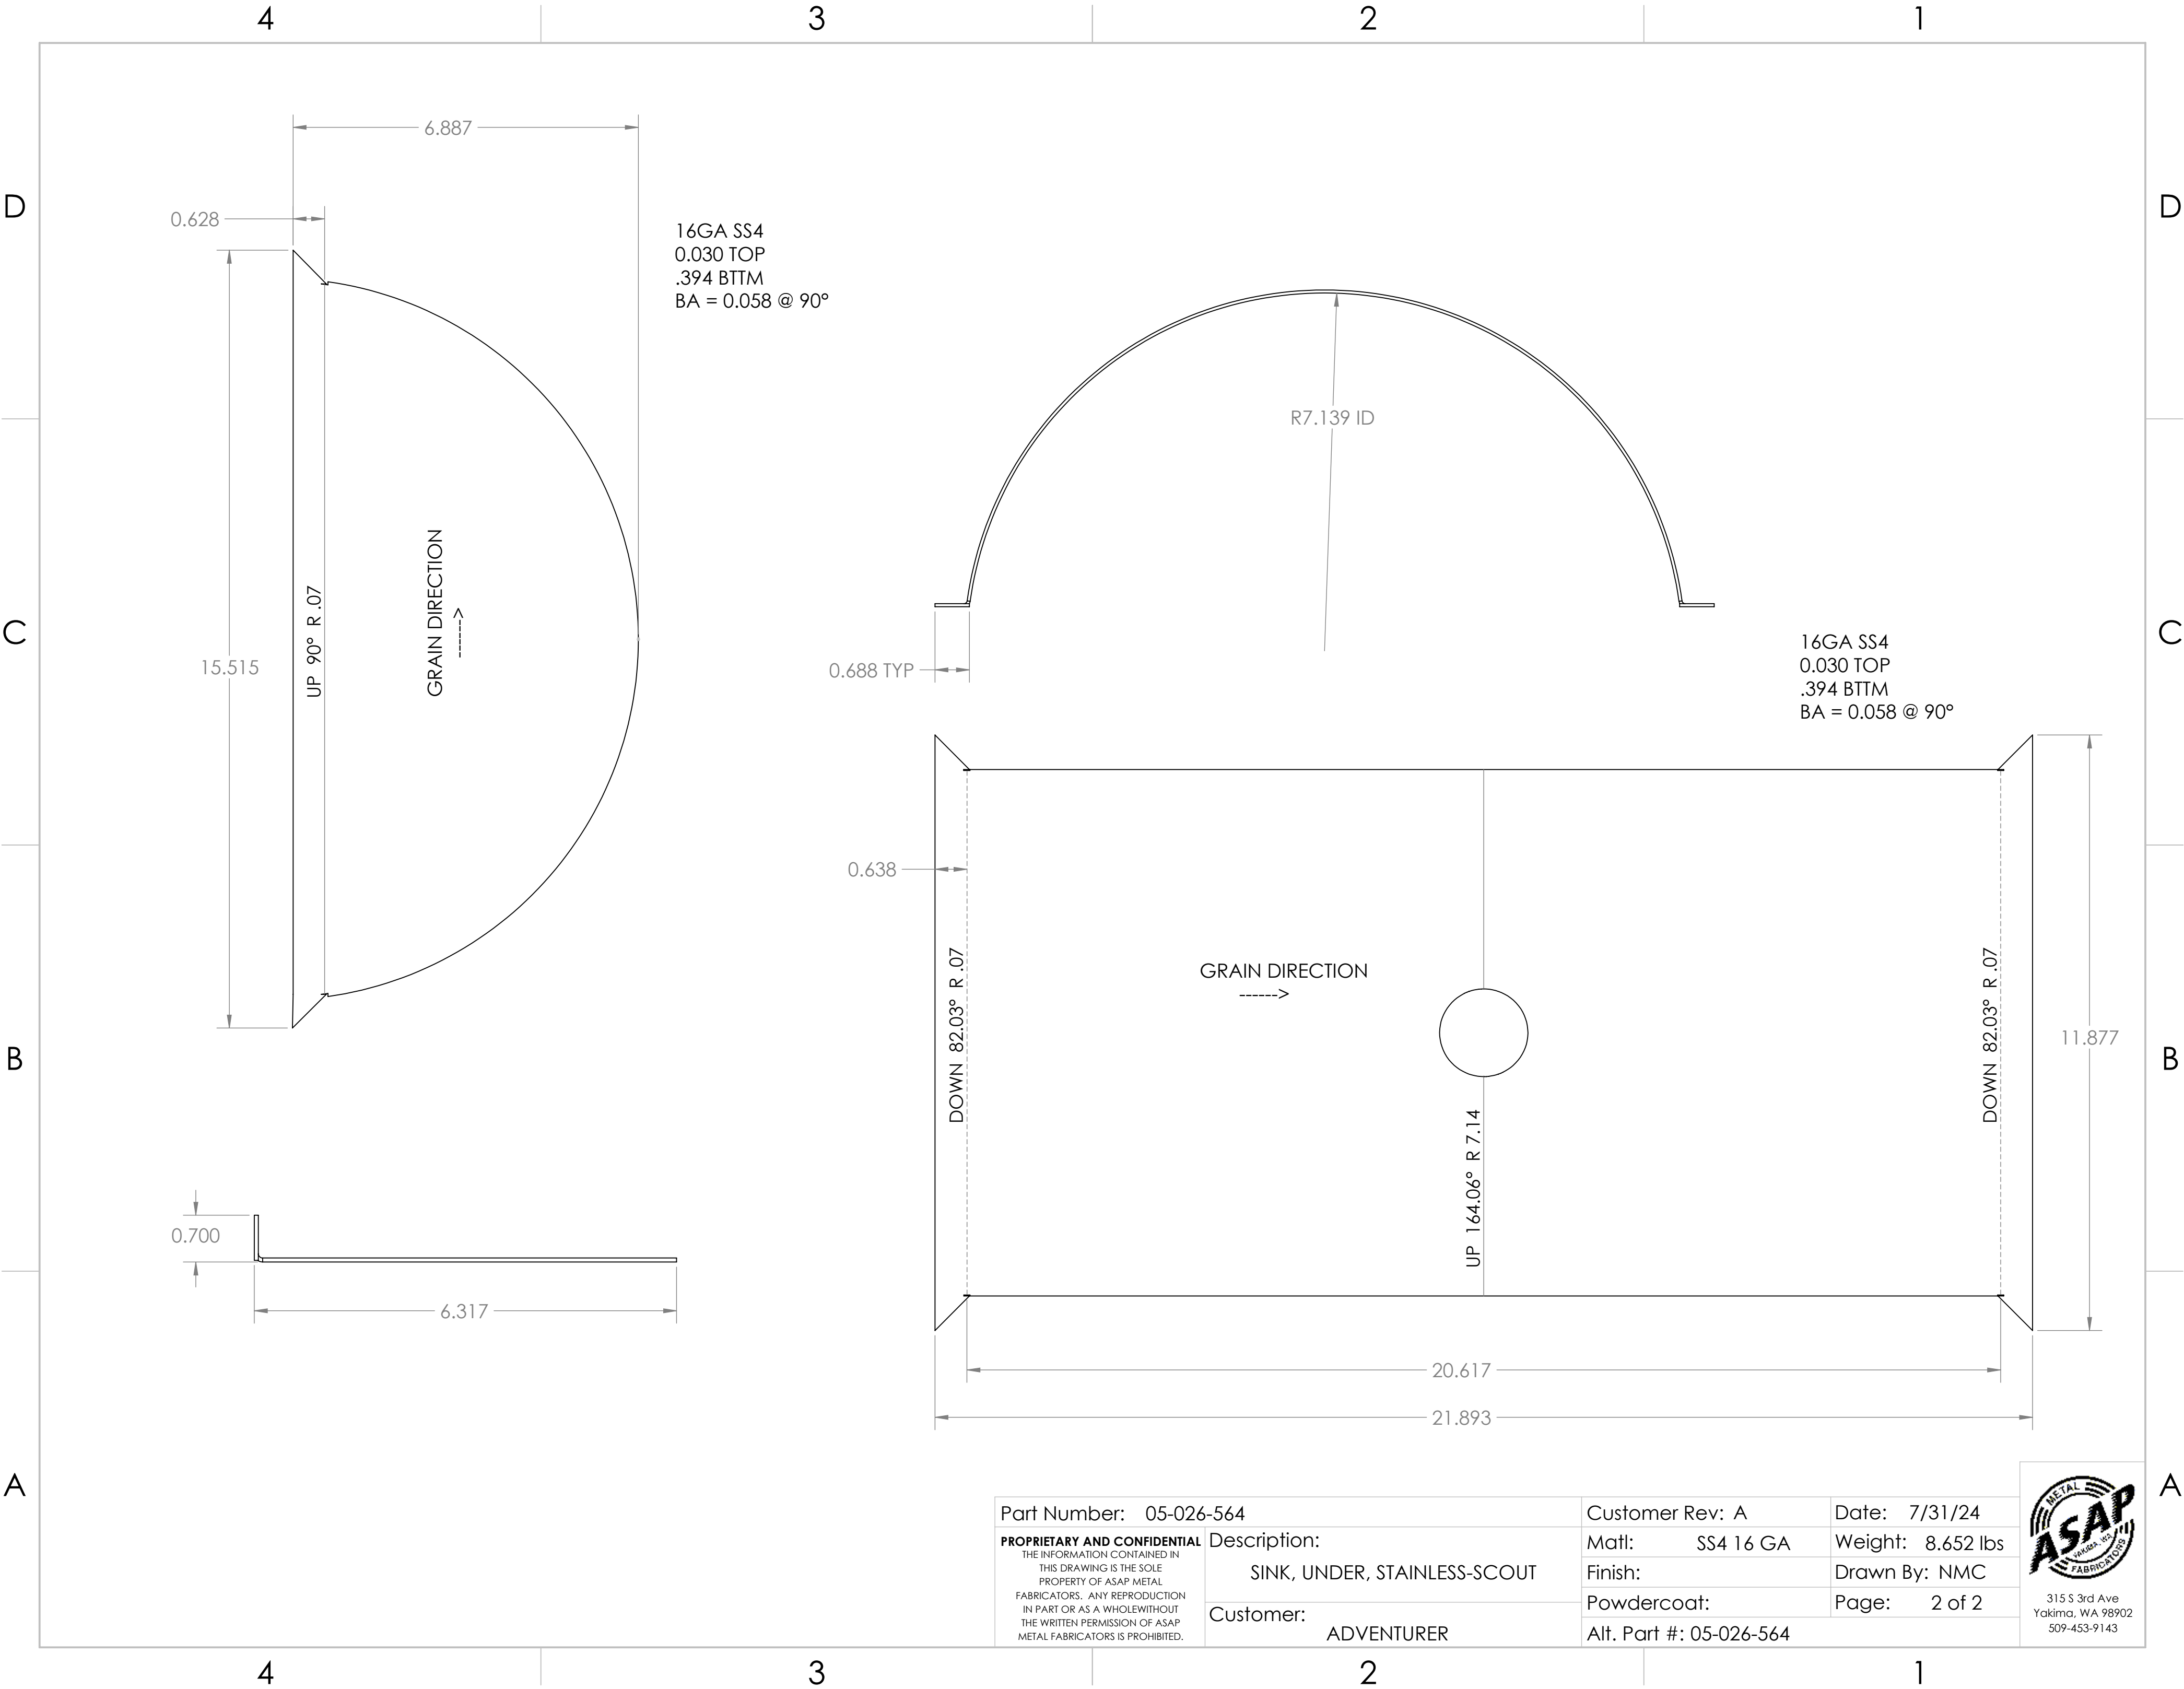 4
3
2
1
D
D
C
C
B
B
A
A
6.887
0.628
15.515
UP 90° R .07
GRAIN DIRECTION
------>
16GA SS4
0.030 TOP
.394 BTTM
BA = 0.058 @ 90°
R7.139 ID
0.688 TYP
16GA SS4
0.030 TOP
.394 BTTM
BA = 0.058 @ 90°
0.638
DOWN 82.03° R .07
GRAIN DIRECTION
------>
UP 164.06° R 7.14
DOWN 82.03° R .07
11.877
20.617
21.893
0.700
6.317
Part Number: 05-026-564
PROPRIETARY AND CONFIDENTIAL
THE INFORMATION CONTAINED IN
THIS DRAWING IS THE SOLE
PROPERTY OF ASAP METAL
FABRICATORS. ANY REPRODUCTION
IN PART OR AS A WHOLEWITHOUT
THE WRITTEN PERMISSION OF ASAP
METAL FABRICATORS IS PROHIBITED.
Description:
SINK, UNDER, STAINLESS-SCOUT
Customer:
ADVENTURER
Customer Rev: A
Matl: SS4 16 GA
Finish:
Powdercoat:
Alt. Part #: 05-026-564
Date: 7/31/24
Weight: 8.652 lbs
Drawn By: NMC
Page: 2 of 2
METAL
ASAP
YAKIMA, WA
FABRICATORS
315 S 3rd Ave
Yakima, WA 98902
509-453-9143
4
3
2
1